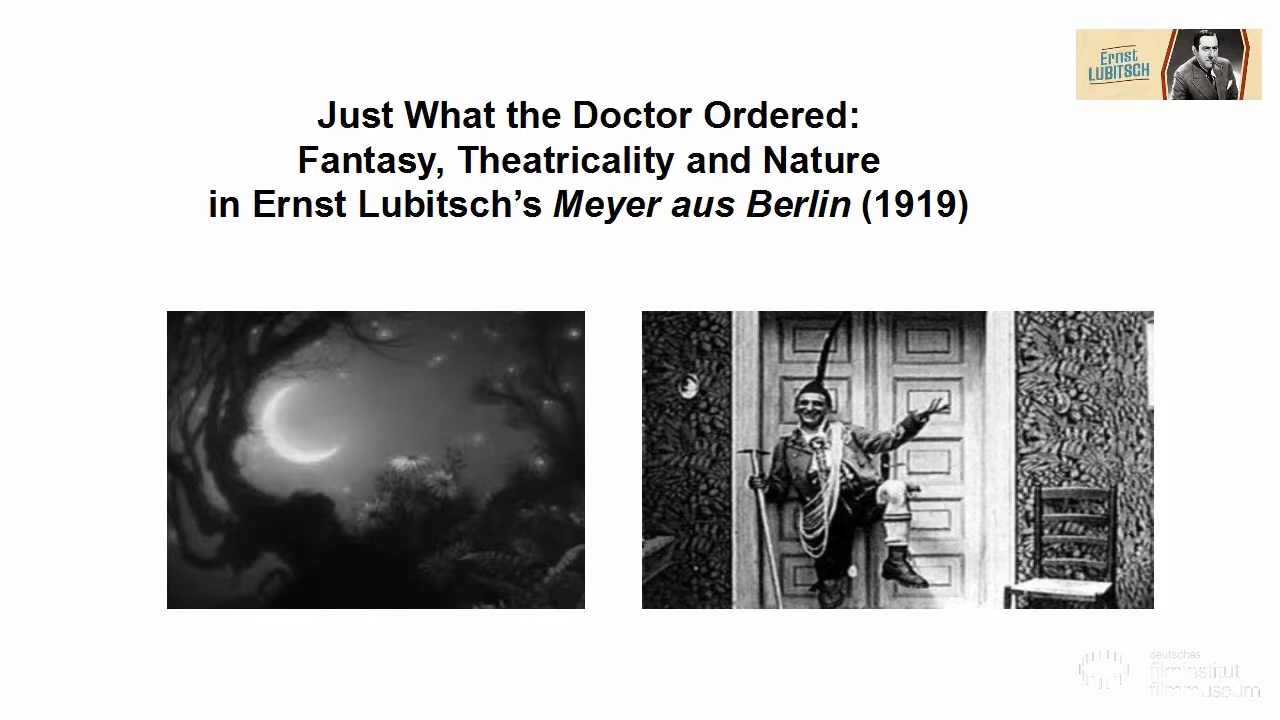 Ernst
LUBITSCH
Just What the Doctor Ordered:
Fantasy, Theatricality and Nature
in Ernst Lubitsch’s Meyer aus Berlin (1919)
deutsches
filminstitut
filmmuseum